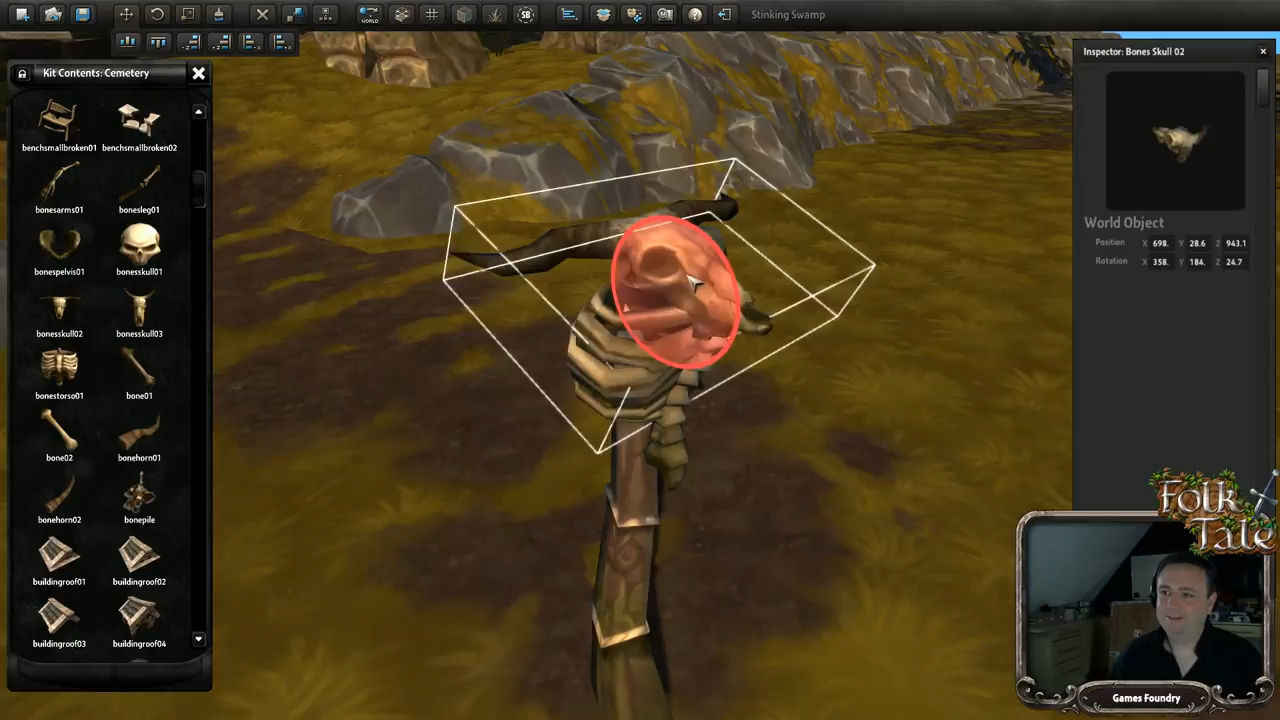 WORLD
SB
?
Stinking Swamp
Kit Contents: Cemetery
benchsmallbroken01
benchsmallbroken02
bonesarms01
bonesleg01
bonespelvis01
bonesskull01
bonesskull02
bonesskull03
bonestorso01
bone01
bone02
bonehorn01
bonehorn02
bonepile
buildingroof01
buildingroof02
buildingroof03
buildingroof04
Inspector: Bones Skull 02
World Object
Position X 698. Y 28.6 Z 943.1
Rotation X 358. Y 184. Z 24.7
Folk
Tale
Games Foundry